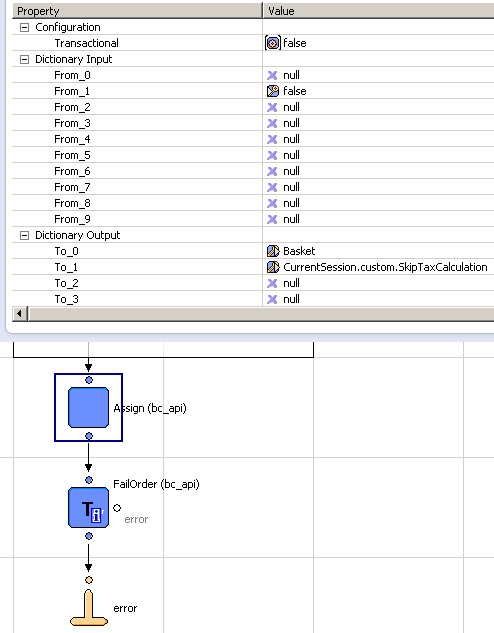 Property Value
Configuration
Transactional false
Dictionary Input
From_0 null
From_1 false
From_2 null
From_3 null
From_4 null
From_5 null
From_6 null
From_7 null
From_8 null
From_9 null
Dictionary Output
To_0 Basket
To_1 CurrentSession.custom.SkipTaxCalculation
To_2 null
To_3 null
Assign (bc_api)
FailOrder (bc_api)
T i
error
error